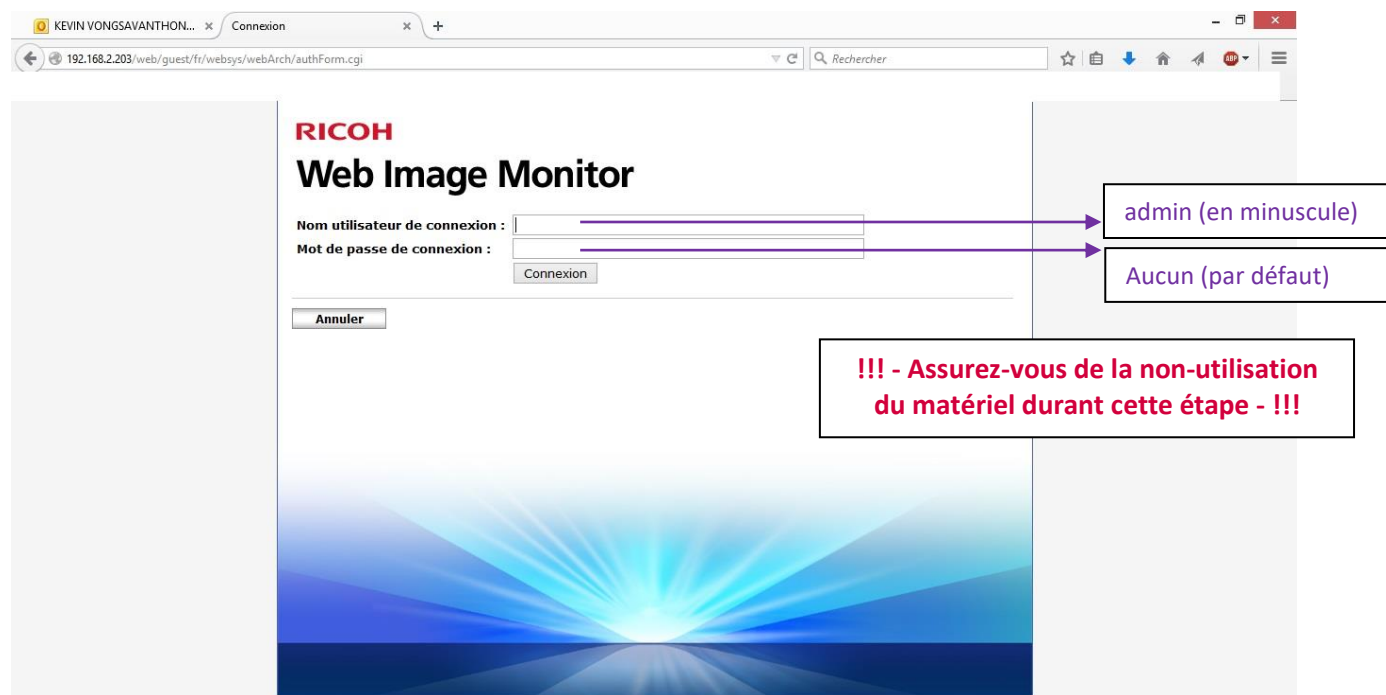 KEVIN VONGSAVANTHON...
Connexion
192.168.2.203/web/guest/fr/websys/webArch/authForm.cgi
Rechercher
ABP
RICOH
Web Image Monitor
Nom utilisateur de connexion :
admin (en minuscule)
Mot de passe de connexion :
Aucun (par défaut)
Connexion
Annuler
!!! - Assurez-vous de la non-utilisation
du matériel durant cette étape - !!!